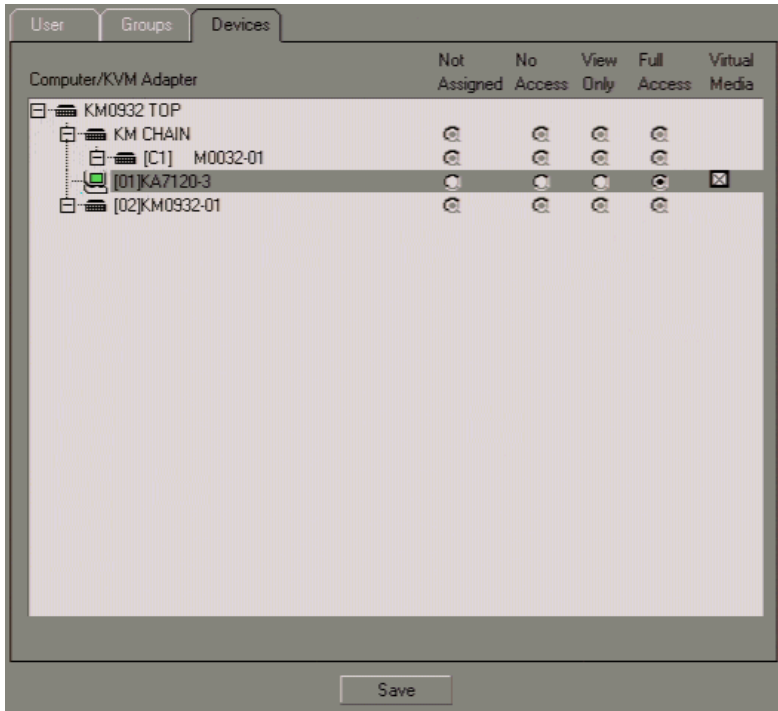 User Groups Devices
Not No View Full Virtual
Computer/KVM Adapter Assigned Access Only Access Media
KM0932 TOP
KM CHAIN
[C1] M0032-01
[01]KA7120-3
[02]KM0932-01
Save